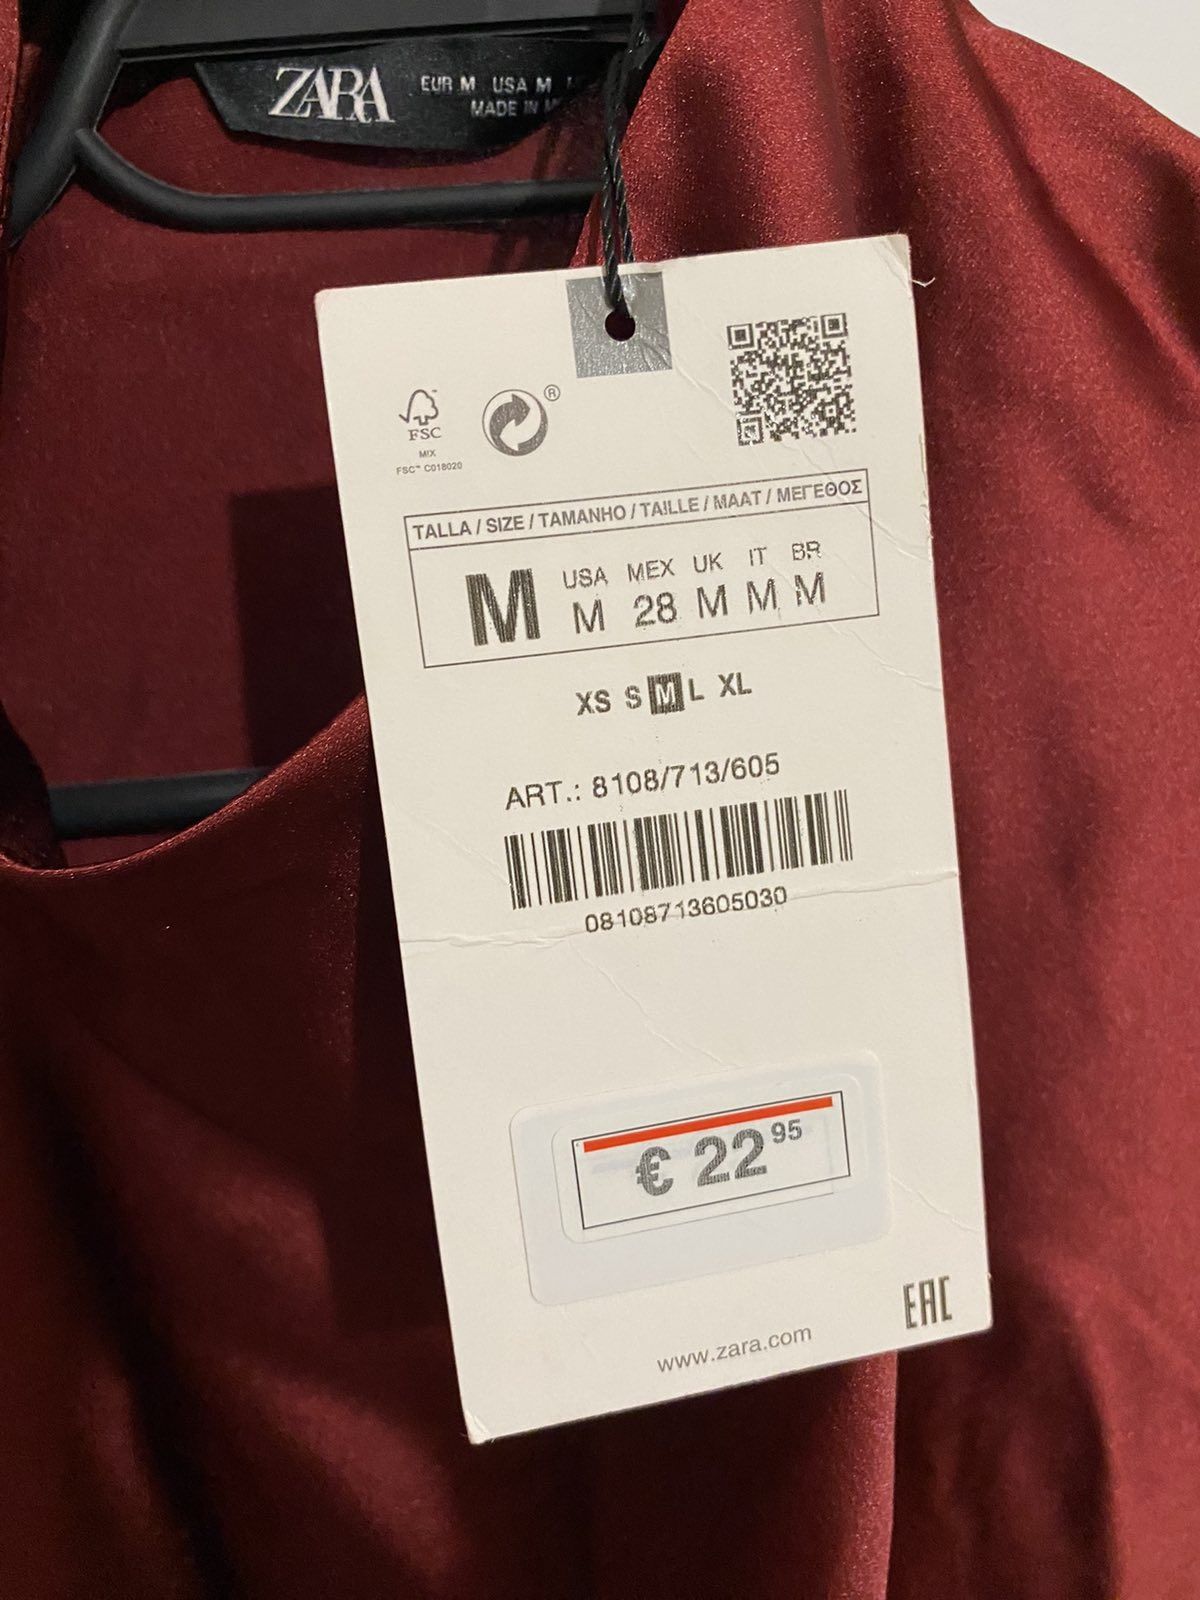 ZARA
EUR M USA M
MADE IN
FSC
MIX
FSC™ C018020
®
TALLA / SIZE / TAMANHO / TAILLE / MAAT / ΜΕΓΕΘΟΣ
USA MEX UK IT BR
M M 28 M M M
XS S M L XL
ART.: 8108/713/605
08108713605030
€ 22 95
EAC
www.zara.com